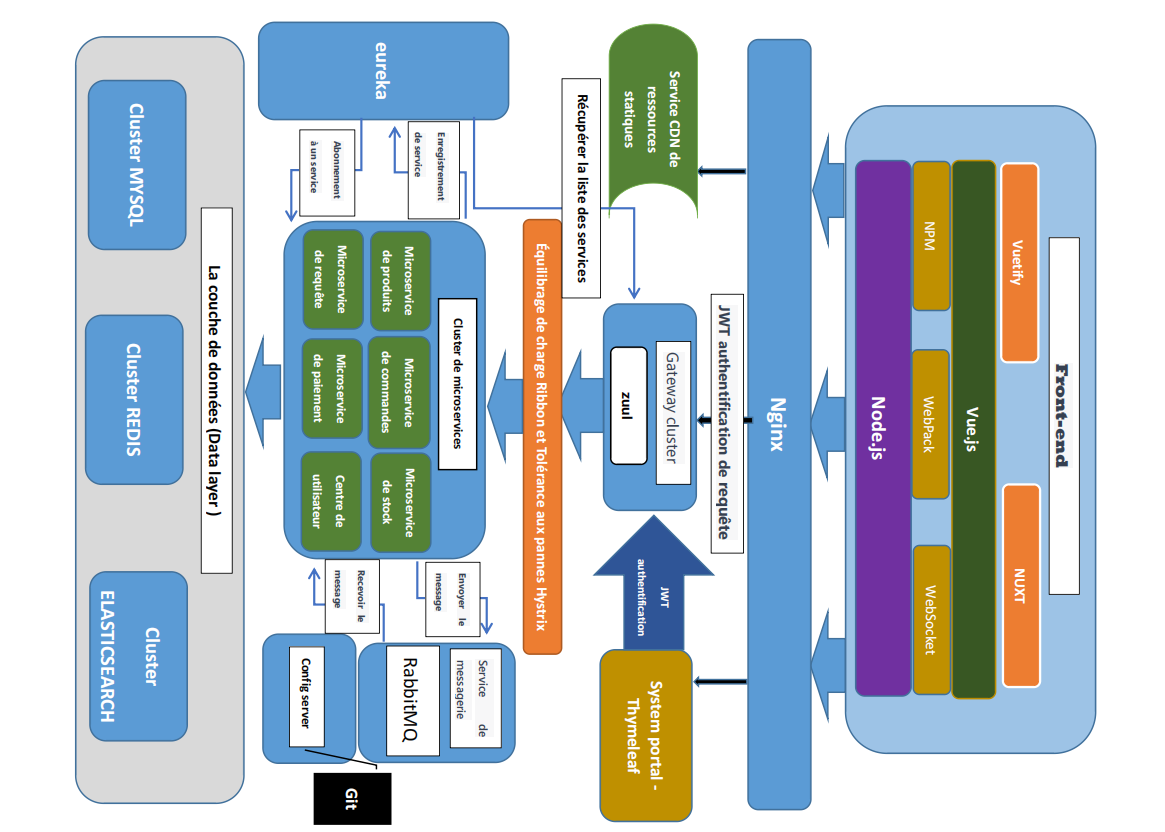 Front-end
Vuetify
NUXT
Vue.js
NPM
WebPack
WebSocket
Node.js
Nginx
JWT authentification de requête
Service CDN de
ressources
statiques
Gateway cluster
zuul
JWT
authentification
System portal -
Thymeleaf
Récupérer la liste des services
Équilibrage de charge Ribbon et Tolérance aux pannes Hystrix
eureka
Enregistrement
de service
Abonnement
à un service
Cluster de microservices
Microservice
de produits
Microservice
de commandes
Microservice
de stock
Microservice
de requête
Microservice
de paiement
Centre de
utilisateur
Envoyer le
message
Recevoir le
message
Service de
messagerie
RabbitMQ
Config server
Git
La couche de données (Data layer )
Cluster MYSQL
Cluster REDIS
Cluster
ELASTICSEARCH